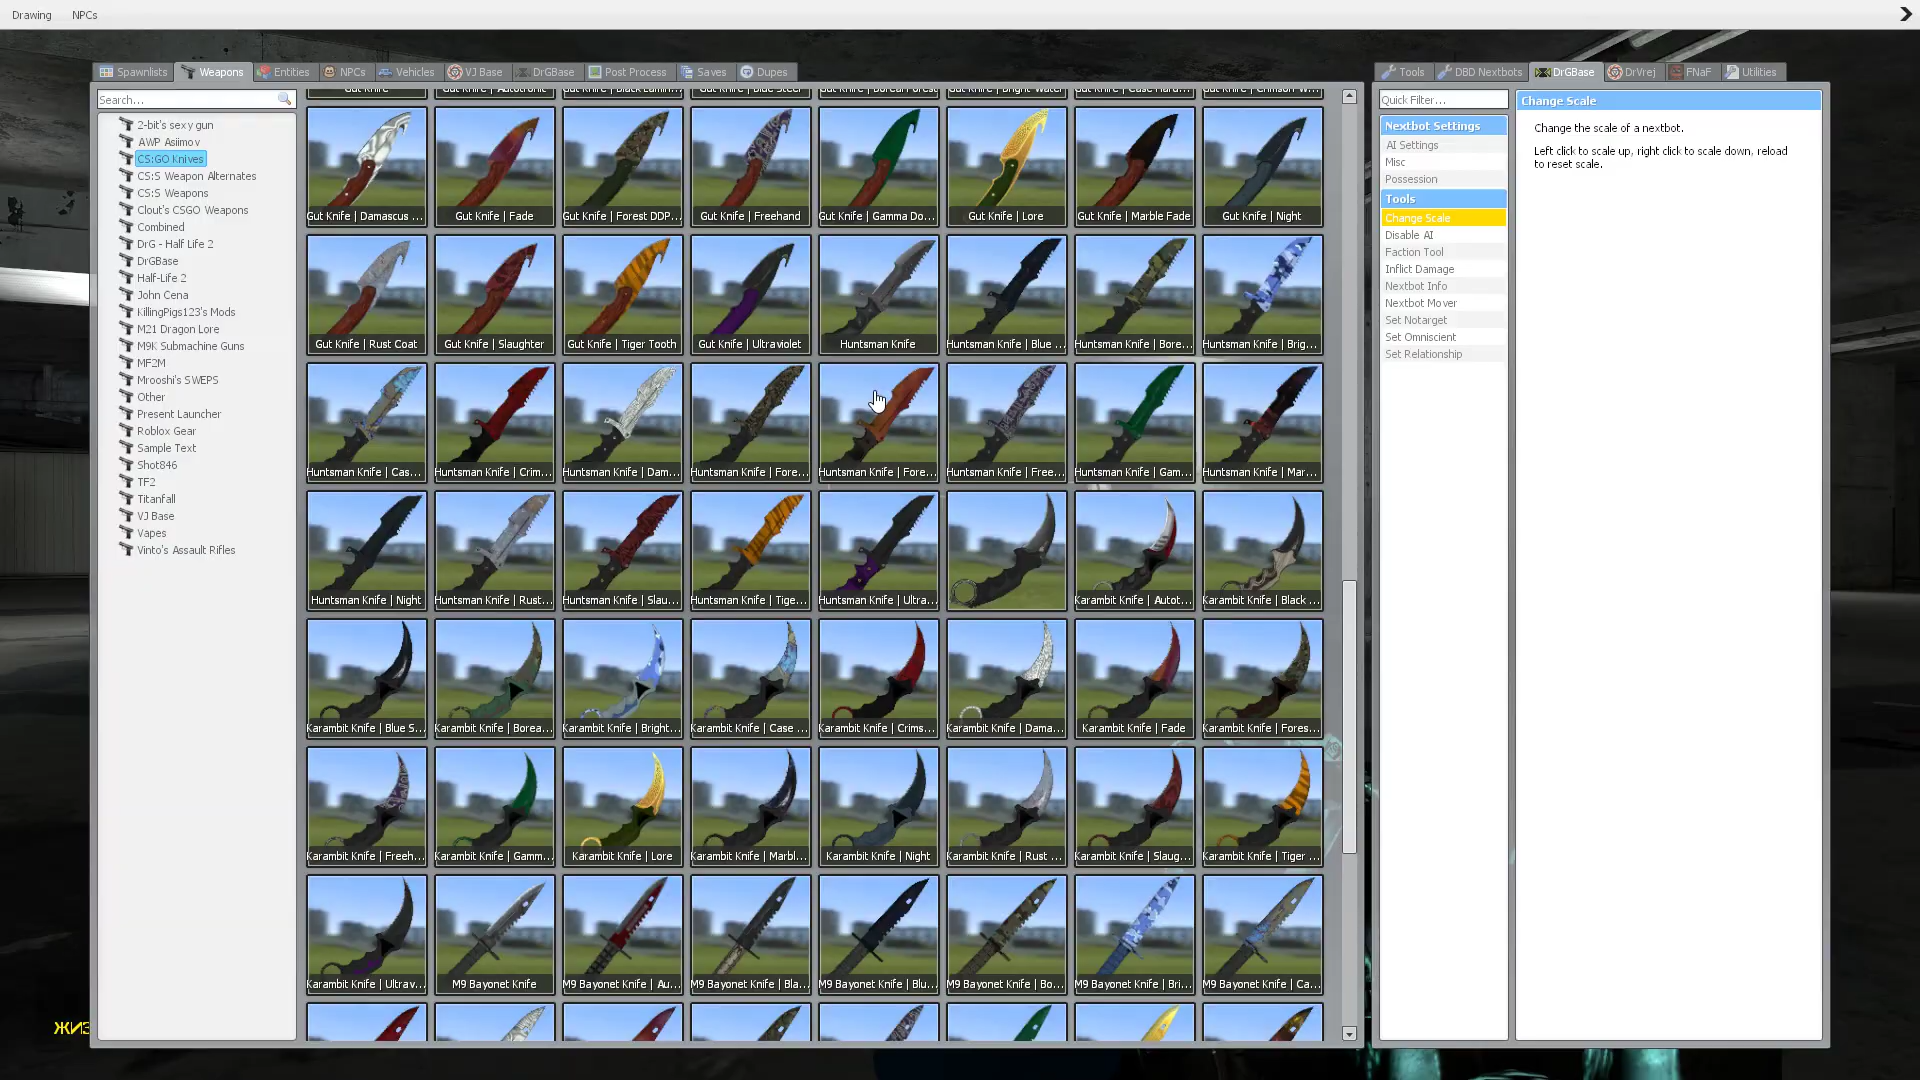 Drawing NPCs
Spawnlists Weapons Entities NPCs Vehicles VJ Base DrGBase Post Process Saves Dupes
Tools DBD Nextbots DrGBase DrVrej FNaF Utilities
Search...
2-bit's sexy gun
AWP Asiimov
CS:GO Knives
CS:S Weapon Alternates
CS:S Weapons
Clout's CSGO Weapons
Combined
DrG - Half Life 2
DrGBase
Half-Life 2
John Cena
KillingPigs123's Mods
M21 Dragon Lore
M9K Submachine Guns
MF2M
Mrooshi's SWEPS
Other
Present Launcher
Roblox Gear
Sample Text
Shot846
TF2
Titanfall
VJ Base
Vapes
Vinto's Assault Rifles
Gut Knife | Damascus ... Gut Knife | Fade Gut Knife | Forest DDP... Gut Knife | Freehand Gut Knife | Gamma Do... Gut Knife | Lore Gut Knife | Marble Fade Gut Knife | Night
Gut Knife | Rust Coat Gut Knife | Slaughter Gut Knife | Tiger Tooth Gut Knife | Ultraviolet Huntsman Knife Huntsman Knife | Blue ... Huntsman Knife | Bore... Huntsman Knife | Brig...
Huntsman Knife | Cas... Huntsman Knife | Crim... Huntsman Knife | Dam... Huntsman Knife | Fore... Huntsman Knife | Fore... Huntsman Knife | Free... Huntsman Knife | Gam... Huntsman Knife | Mar...
Huntsman Knife | Night Huntsman Knife | Rust... Huntsman Knife | Slau... Huntsman Knife | Tige... Huntsman Knife | Ultra... Karambit Knife | Autot... Karambit Knife | Black ...
Karambit Knife | Blue S... Karambit Knife | Borea... Karambit Knife | Bright... Karambit Knife | Case ... Karambit Knife | Crims... Karambit Knife | Dama... Karambit Knife | Fade Karambit Knife | Fores...
Karambit Knife | Freeh... Karambit Knife | Gamm... Karambit Knife | Lore Karambit Knife | Marbl... Karambit Knife | Night Karambit Knife | Rust ... Karambit Knife | Slaug... Karambit Knife | Tiger ...
Karambit Knife | Ultrav... M9 Bayonet Knife M9 Bayonet Knife | Au... M9 Bayonet Knife | Bla... M9 Bayonet Knife | Blu... M9 Bayonet Knife | Bo... M9 Bayonet Knife | Bri... M9 Bayonet Knife | Ca...
Quick Filter...
Nextbot Settings
AI Settings
Misc
Possession
Tools
Change Scale
Disable AI
Faction Tool
Inflict Damage
Nextbot Info
Nextbot Mover
Set Notarget
Set Omniscient
Set Relationship
Change Scale
Change the scale of a nextbot.
Left click to scale up, right click to scale down, reload
to reset scale.
ЖИЗ